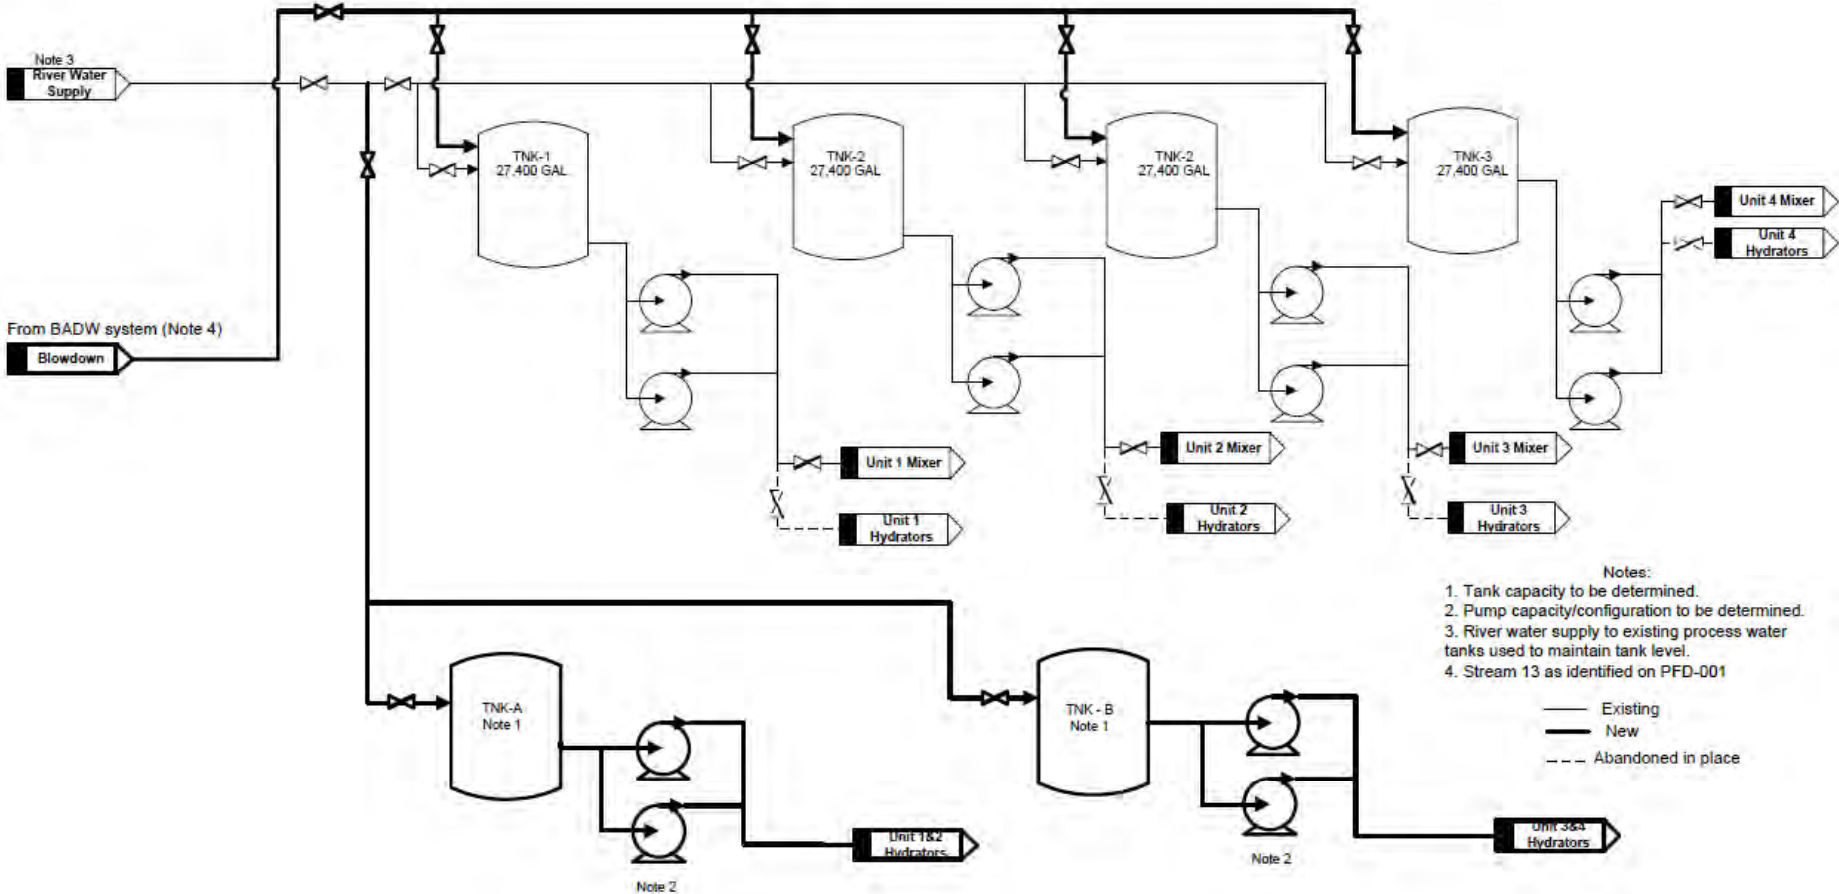 Note 3
River Water
Supply
TNK-1
27,400 GAL
TNK-2
27,400 GAL
TNK-2
27,400 GAL
TNK-3
27,400 GAL
Unit 4 Mixer
Unit 4
Hydrators
From BADW system (Note 4)
Blowdown
Unit 1 Mixer
Unit 2 Mixer
Unit 3 Mixer
Unit 1
Hydrators
Unit 2
Hydrators
Unit 3
Hydrators
Notes:
1. Tank capacity to be determined.
2. Pump capacity/configuration to be determined.
3. River water supply to existing process water
tanks used to maintain tank level.
4. Stream 13 as identified on PFD-001
Existing
New
Abandoned in place
TNK-A
Note 1
TNK - B
Note 1
Unit 1&2
Hydrators
Unit 3&4
Hydrators
Note 2
Note 2